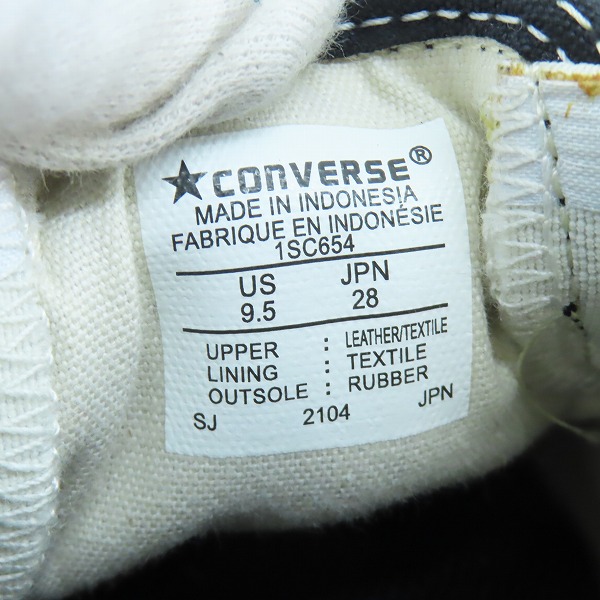 ★CONVERSE®
MADE IN INDONESIA
FABRIQUE EN INDONÉSIE
1SC654
US JPN
9.5 28
UPPER : LEATHER/TEXTILE
LINING : TEXTILE
OUTSOLE : RUBBER
SJ 2104 JPN